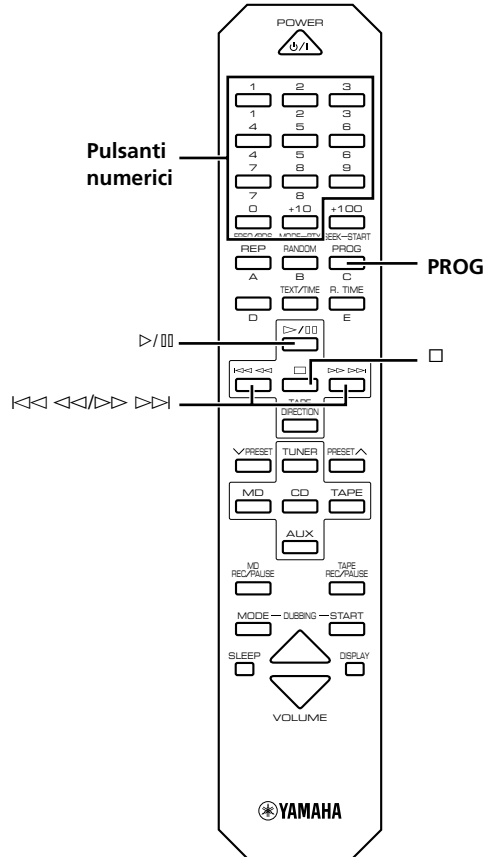 POWER
⏻/I
1 2 3
1 2 3
4 5 6
4 5 6
7 8 9
7 8
0 +10 +100
FREQ/RDS MODE–PTY SEEK–START
REP RANDOM PROG
A B C
TEXT/TIME R. TIME
D E
Pulsanti
numerici
PROG
▷/▯▯
▷/▯▯
|◁◁ ◁◁ □ ▷▷ ▷▷|
□
|◁◁ ◁◁/▷▷ ▷▷|
TAPE
DIRECTION
∨PRESET TUNER PRESET∧
MD CD TAPE
AUX
MD
REC/PAUSE
TAPE
REC/PAUSE
MODE – DUBBING – START
SLEEP DISPLAY
VOLUME
YAMAHA